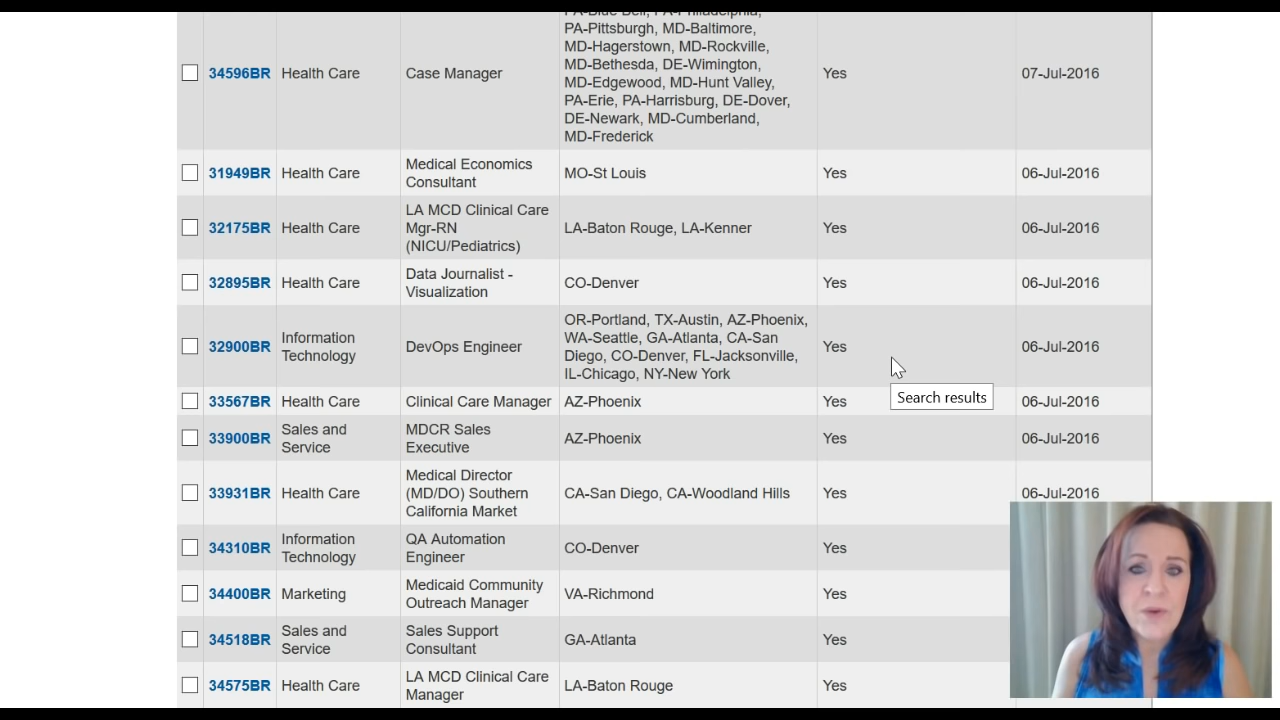 PA-Blue Bell, PA-Philadelphia,
PA-Pittsburgh, MD-Baltimore,
MD-Hagerstown, MD-Rockville,
34596BR Health Care Case Manager MD-Bethesda, DE-Wimington, Yes 07-Jul-2016
MD-Edgewood, MD-Hunt Valley,
PA-Erie, PA-Harrisburg, DE-Dover,
DE-Newark, MD-Cumberland,
MD-Frederick
Medical Economics
31949BR Health Care Consultant MO-St Louis Yes 06-Jul-2016
LA MCD Clinical Care
32175BR Health Care Mgr-RN LA-Baton Rouge, LA-Kenner Yes 06-Jul-2016
(NICU/Pediatrics)
Data Journalist -
32895BR Health Care Visualization CO-Denver Yes 06-Jul-2016
OR-Portland, TX-Austin, AZ-Phoenix,
Information WA-Seattle, GA-Atlanta, CA-San
32900BR Technology DevOps Engineer Diego, CO-Denver, FL-Jacksonville, Yes 06-Jul-2016
IL-Chicago, NY-New York
Search results
33567BR Health Care Clinical Care Manager AZ-Phoenix Yes 06-Jul-2016
Sales and MDCR Sales
33900BR Service Executive AZ-Phoenix Yes 06-Jul-2016
Medical Director
33931BR Health Care (MD/DO) Southern CA-San Diego, CA-Woodland Hills Yes 06-Jul-2016
California Market
Information QA Automation
34310BR Technology Engineer CO-Denver Yes
Medicaid Community
34400BR Marketing Outreach Manager VA-Richmond Yes
Sales and Sales Support
34518BR Service Consultant GA-Atlanta Yes
LA MCD Clinical Care
34575BR Health Care Manager LA-Baton Rouge Yes